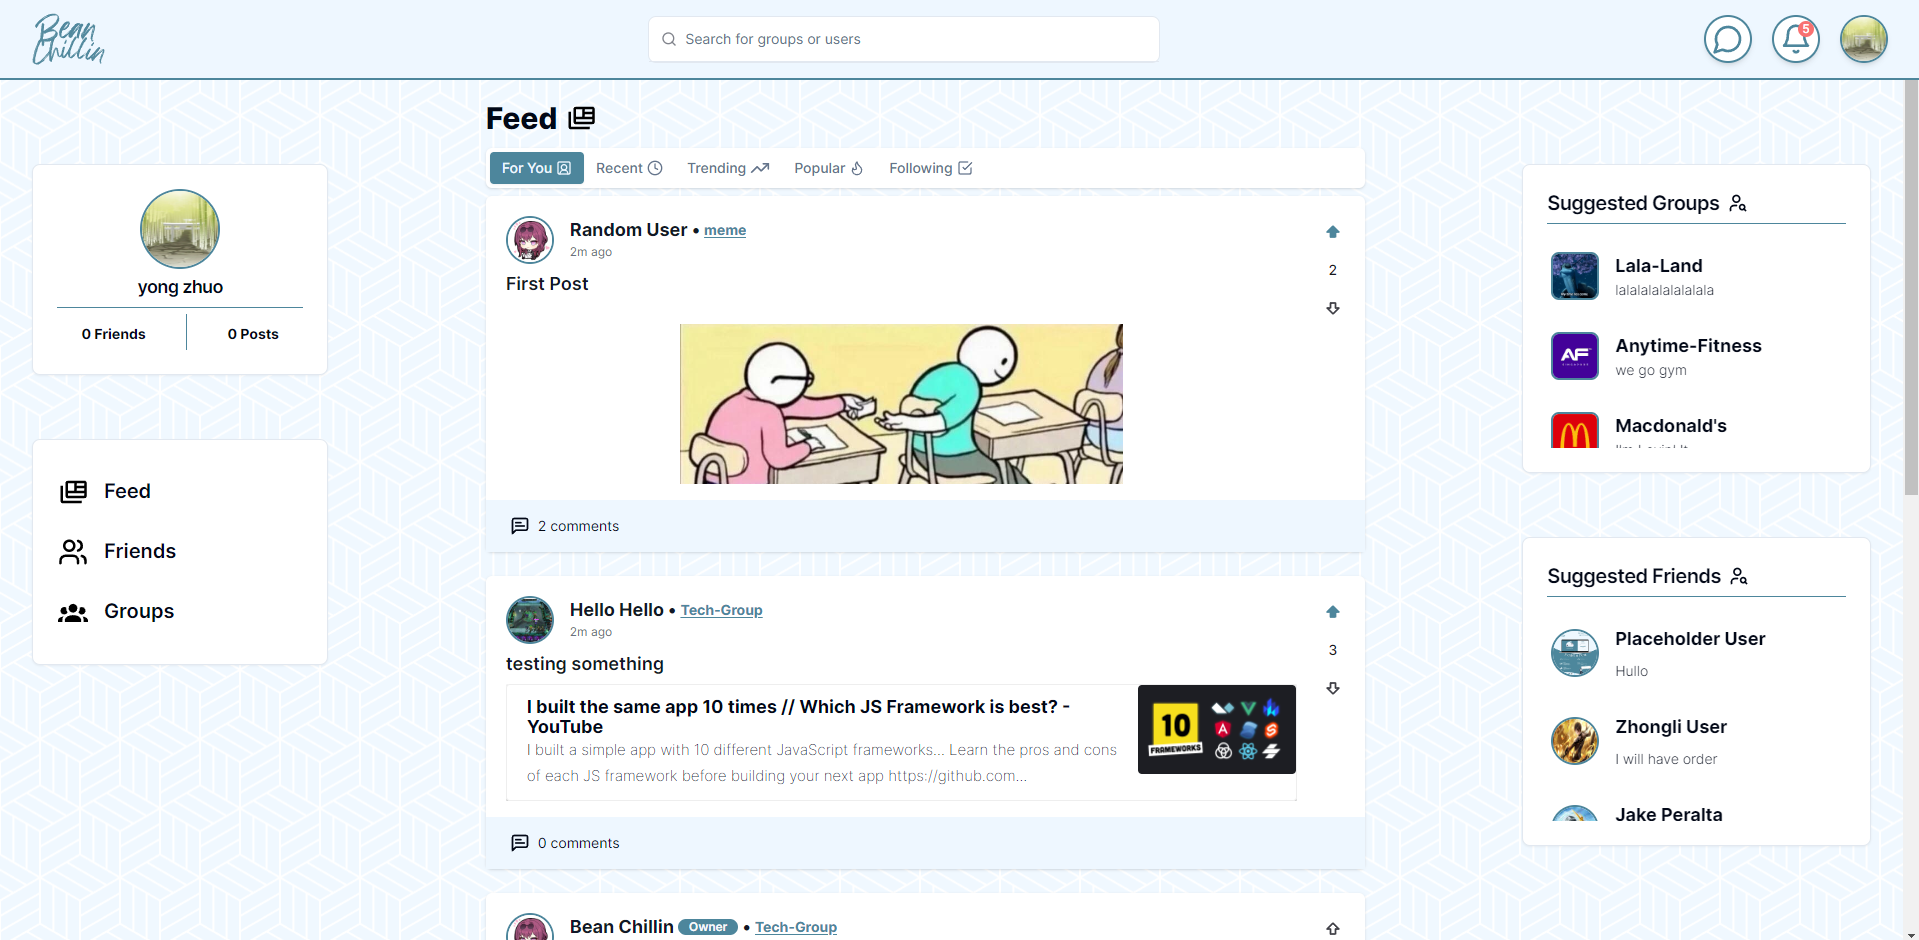 Bean
Chillin
Search for groups or users
5
Feed
For You
Recent
Trending
Popular
Following
yong zhuo
0 Friends
0 Posts
Feed
Friends
Groups
Random User • meme
2m ago
First Post
2
2 comments
Hello Hello • Tech-Group
2m ago
testing something
3
I built the same app 10 times // Which JS Framework is best? -
YouTube
I built a simple app with 10 different JavaScript frameworks... Learn the pros and cons
of each JS framework before building your next app https://github.com...
10
FRAMEWORKS
0 comments
Bean Chillin Owner • Tech-Group
Suggested Groups
Lala-Land
lalalalalalalalala
AF
Anytime-Fitness
we go gym
Macdonald's
Suggested Friends
Placeholder User
Hullo
Zhongli User
I will have order
Jake Peralta